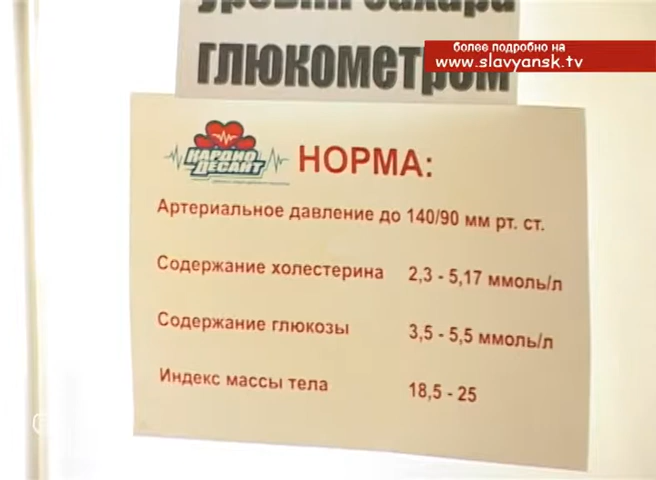 уровня сахара
глюкометром
более подробно на
www.slavyansk.tv
КАРДИО
ДЕСАНТ
НОРМА:
Артериальное давление до 140/90 мм рт. ст.
Содержание холестерина 2,3 - 5,17 ммоль/л
Содержание глюкозы 3,5 - 5,5 ммоль/л
Индекс массы тела 18,5 - 25